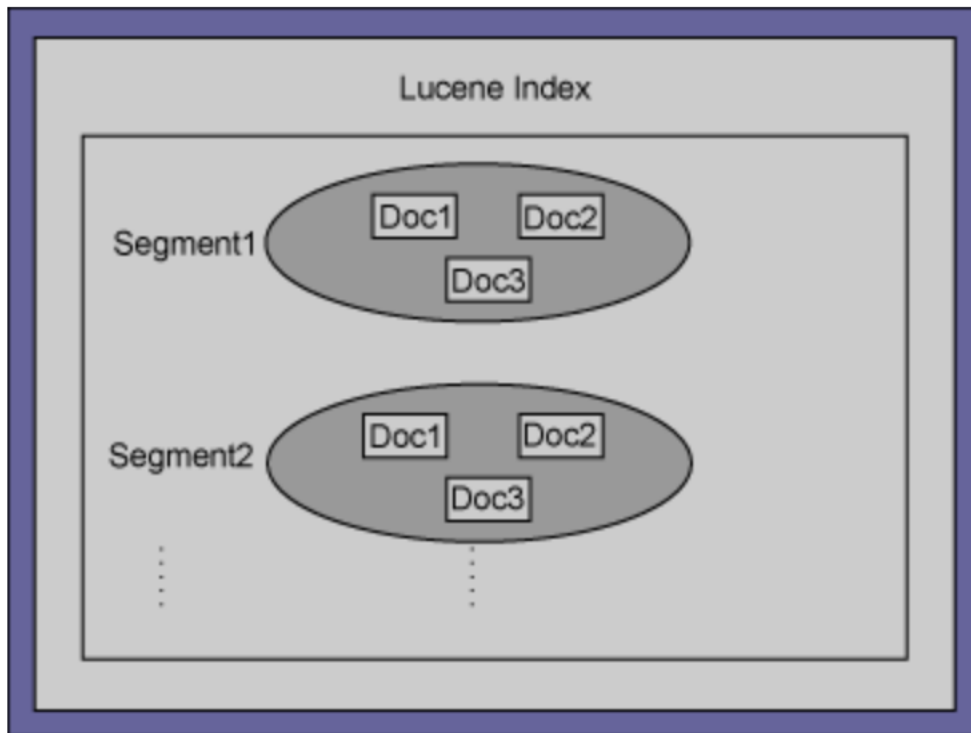 Lucene Index
Doc1 Doc2
Segment1
Doc3
Doc1 Doc2
Segment2
Doc3